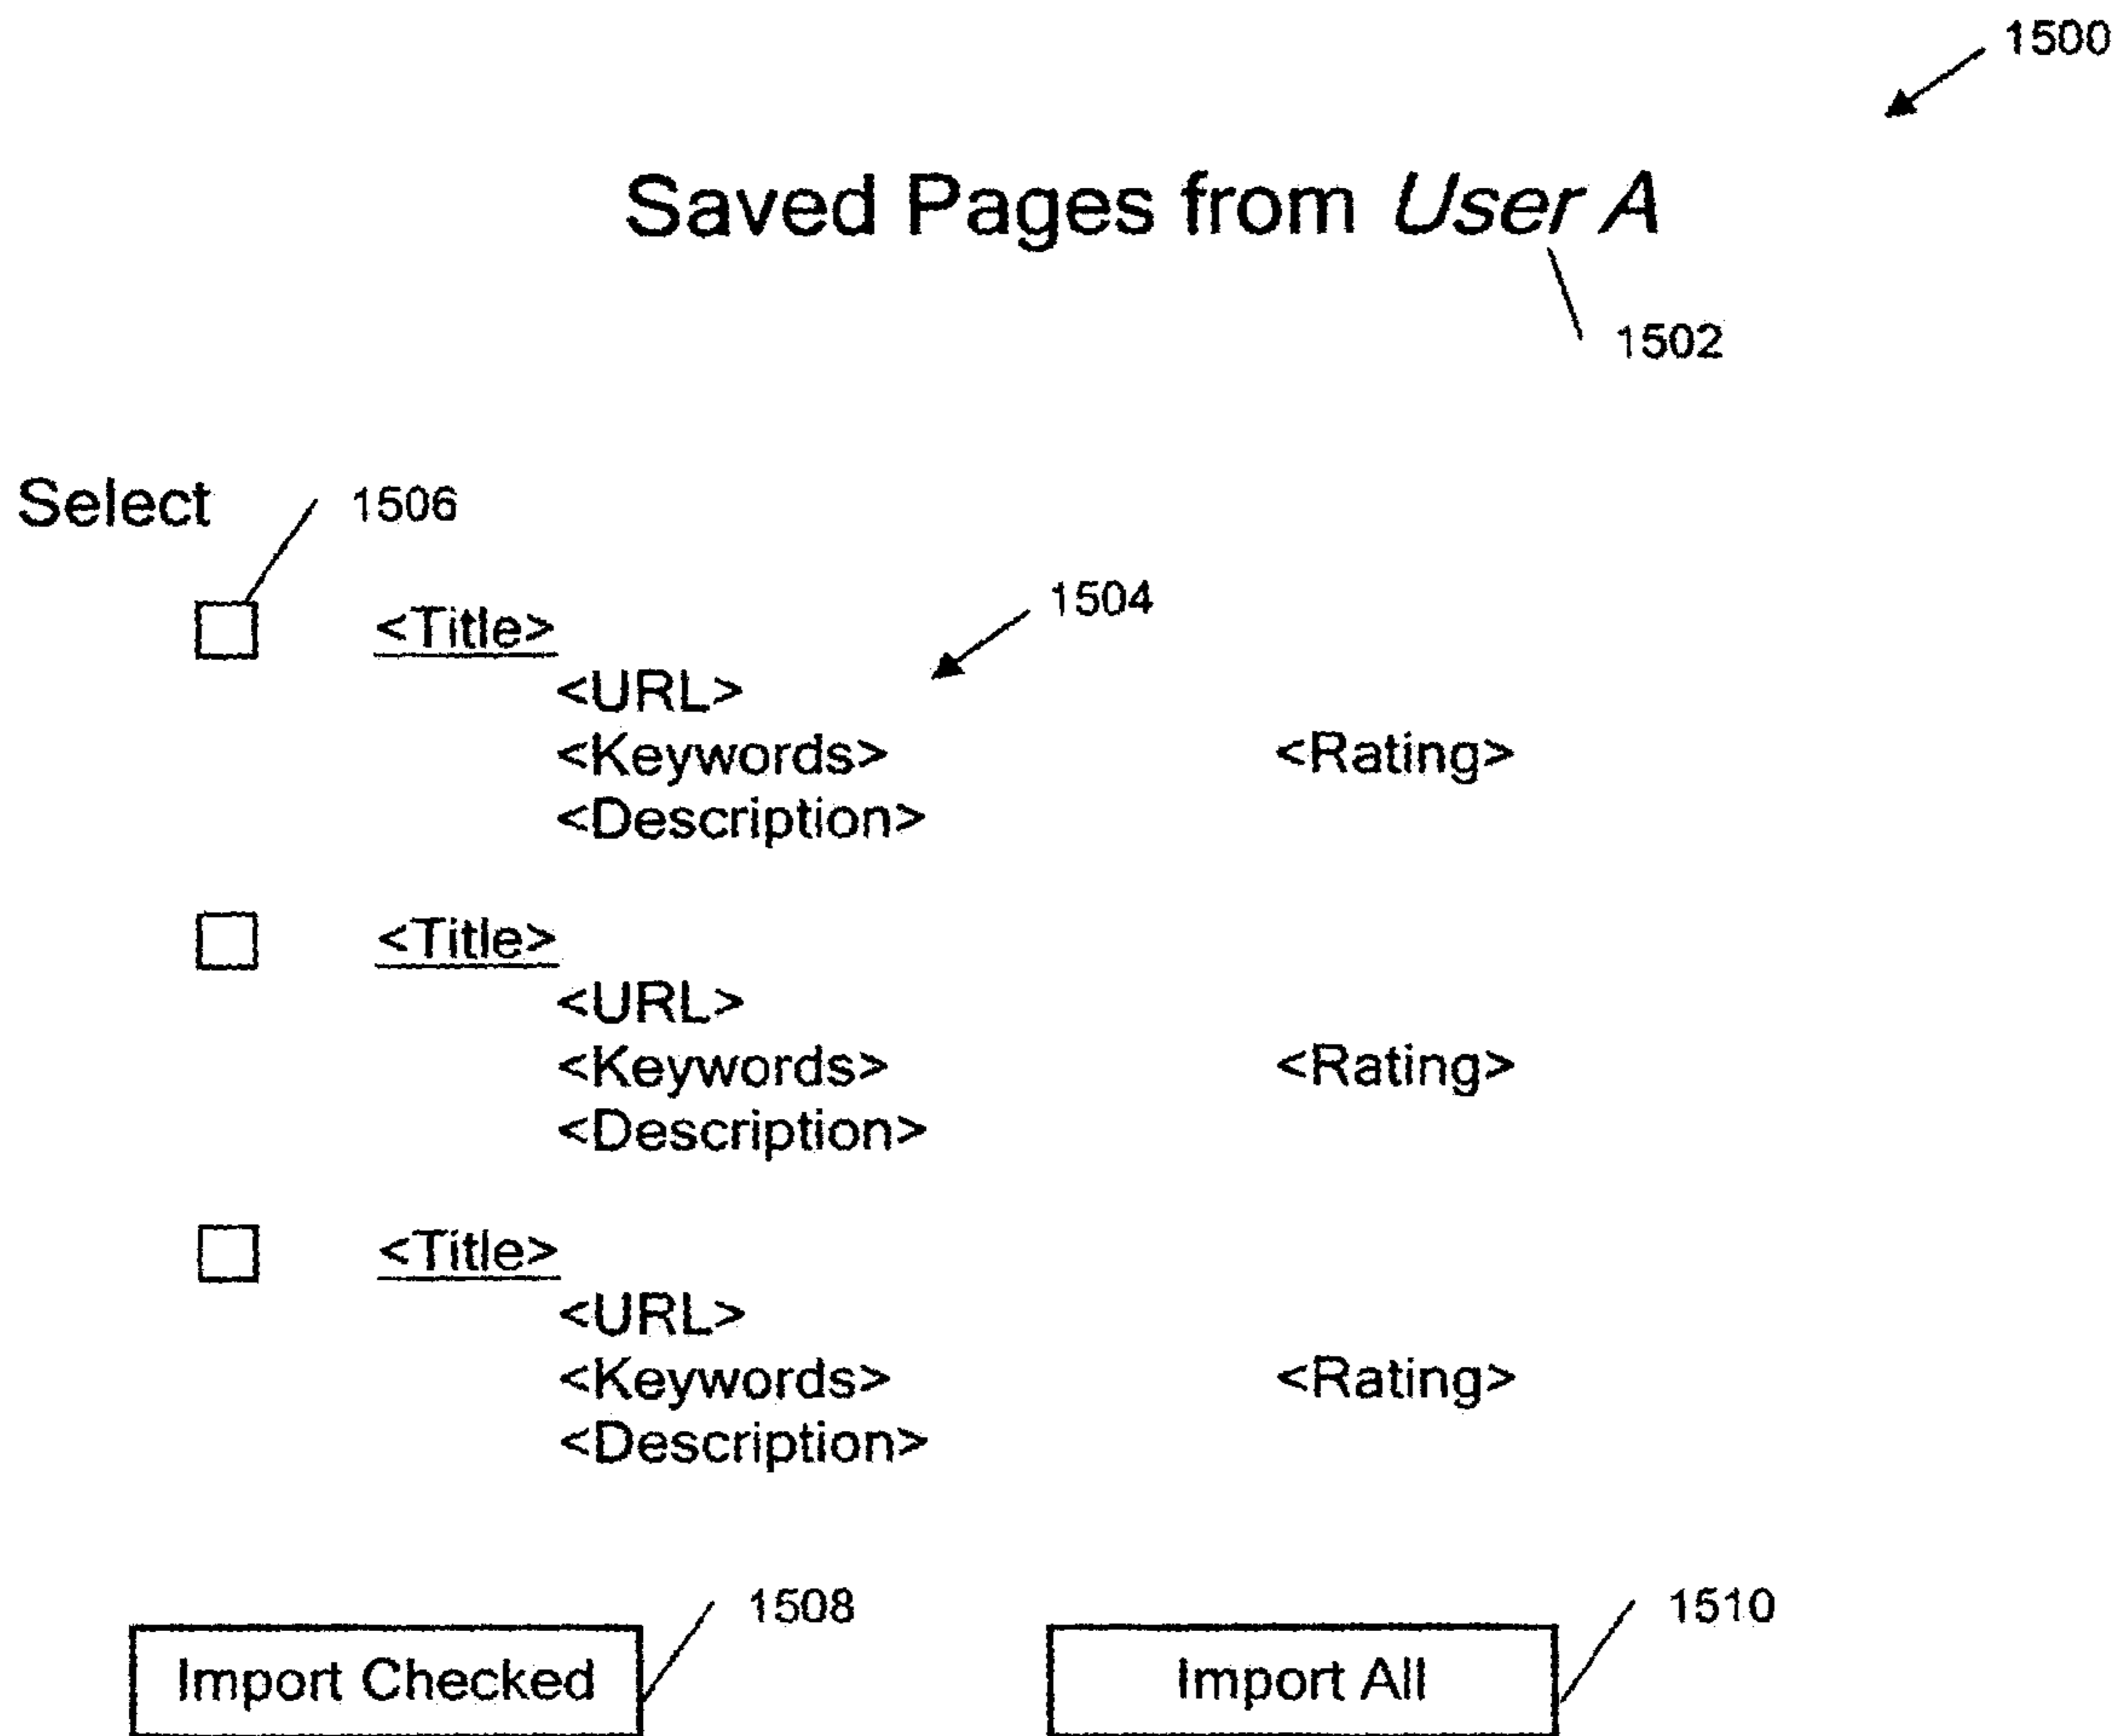 1500
Saved Pages from User A
1502
Select
1506
1504
<Title>
<URL>
<Keywords> <Rating>
<Description>
<Title>
<URL>
<Keywords> <Rating>
<Description>
<Title>
<URL>
<Keywords> <Rating>
<Description>
1508
1510
Import Checked
Import All